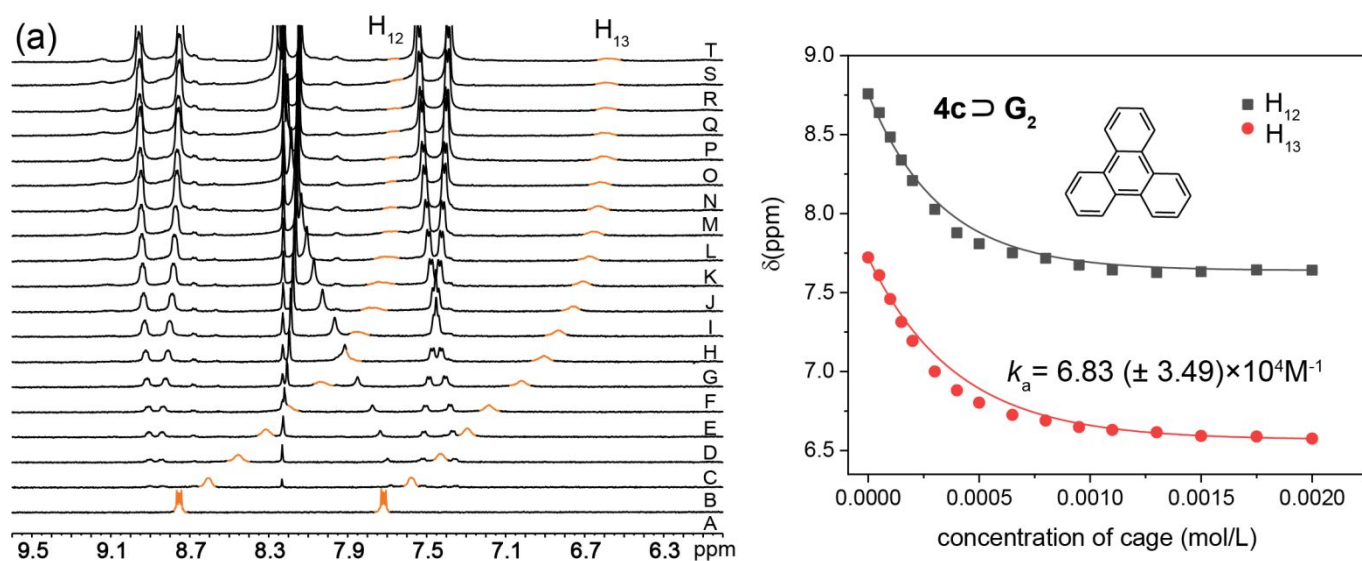 (a)
H12
H13
T
S
R
Q
P
O
N
M
L
K
J
I
H
G
F
E
D
C
B
A
9.5 9.1 8.7 8.3 7.9 7.5 7.1 6.7 6.3 ppm
9.0
8.5
8.0
7.5
7.0
6.5
δ(ppm)
4c⊃ G2
H12
H13
ka= 6.83 (± 3.49)×10⁴M⁻¹
0.0000 0.0005 0.0010 0.0015 0.0020
concentration of cage (mol/L)